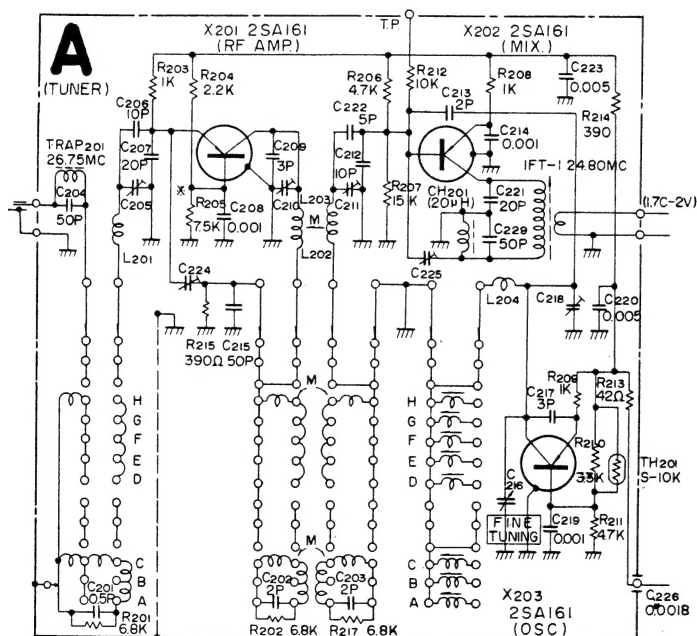 A
(TUNER)
X201 2SA161
(RF AMP.)
T.P.
X202 2SA161
(MIX.)
R203
1K
R204
2.2K
R206
4.7K
R212
10K
C213
2P
R208
1K
C223
0.005
R214
390
C206
10P
C207
20P
C205
C209
3P
C222
5P
C212
10P
C214
0.001
TRAP201
26.75MC
C204
50P
IFT-1 24.80MC
*
R205
7.5K
C208
0.001
C210
L203
M
L202
C211
R207
15K
CH201
(20μH)
C221
20P
C229
50P
(1.7C-2V)
L201
C224
C225
L204
C218
C220
0.005
R215
390Ω
C215
50P
M
H
G
F
E
D
H
G
F
E
D
C217
3P
R209
1K
R213
42Ω
R210
33K
TH201
S-10K
C216
FINE
TUNING
C219
0.001
R211
4.7K
M
C
B
A
C201
0.5P
R201
6.8K
C202
2P
C203
2P
R202 6.8K
R217 6.8K
C
B
A
X203
2SA161
(OSC)
C226
0.0018